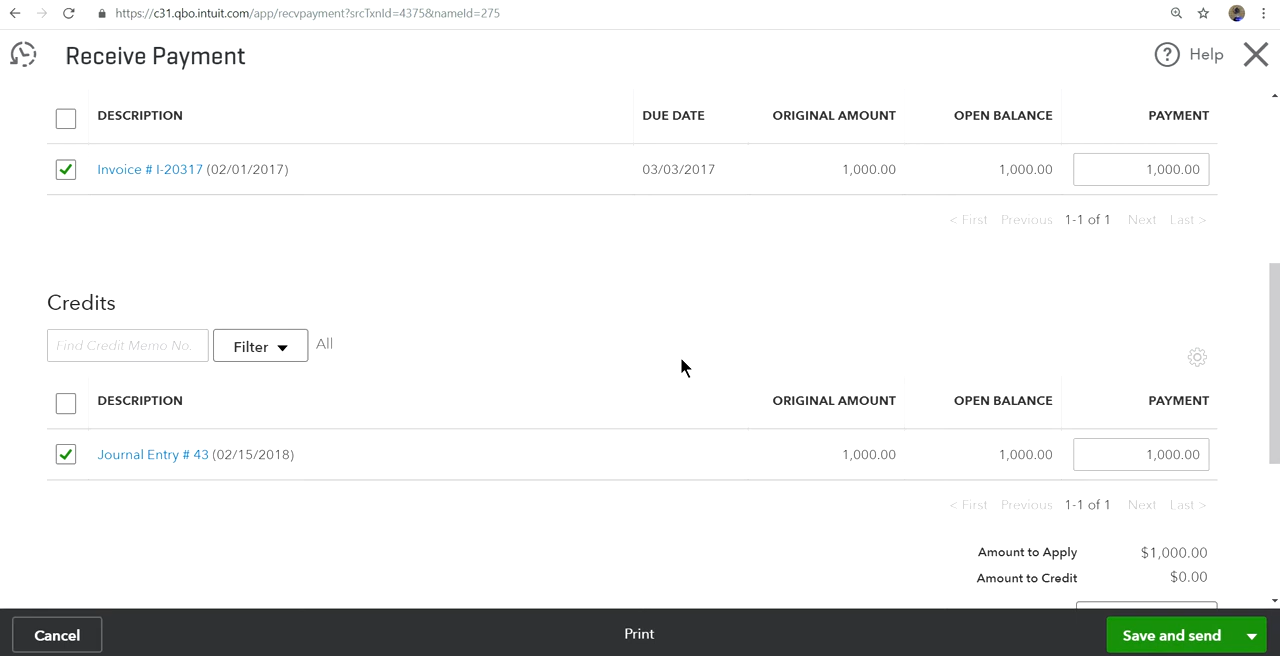 https://c31.qbo.intuit.com/app/recvpayment?srcTxnId=4375&nameId=275
Receive Payment
? Help
DESCRIPTION DUE DATE ORIGINAL AMOUNT OPEN BALANCE PAYMENT
Invoice # I-20317 (02/01/2017) 03/03/2017 1,000.00 1,000.00 1,000.00
< First Previous 1-1 of 1 Next Last >
Credits
Find Credit Memo No. Filter All
DESCRIPTION ORIGINAL AMOUNT OPEN BALANCE PAYMENT
Journal Entry # 43 (02/15/2018) 1,000.00 1,000.00 1,000.00
< First Previous 1-1 of 1 Next Last >
Amount to Apply $1,000.00
Amount to Credit $0.00
Cancel Print Save and send